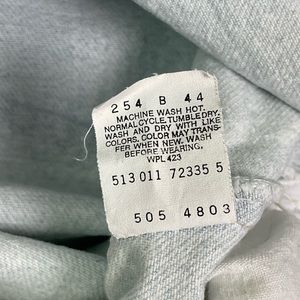 254 B 44
MACHINE WASH HOT.
NORMAL CYCLE. TUMBLE DRY.
WASH AND DRY WITH LIKE
COLORS. COLOR MAY TRANS-
FER WHEN NEW. WASH
BEFORE WEARING.
WPL 423
513 011 72335 5
505 4803